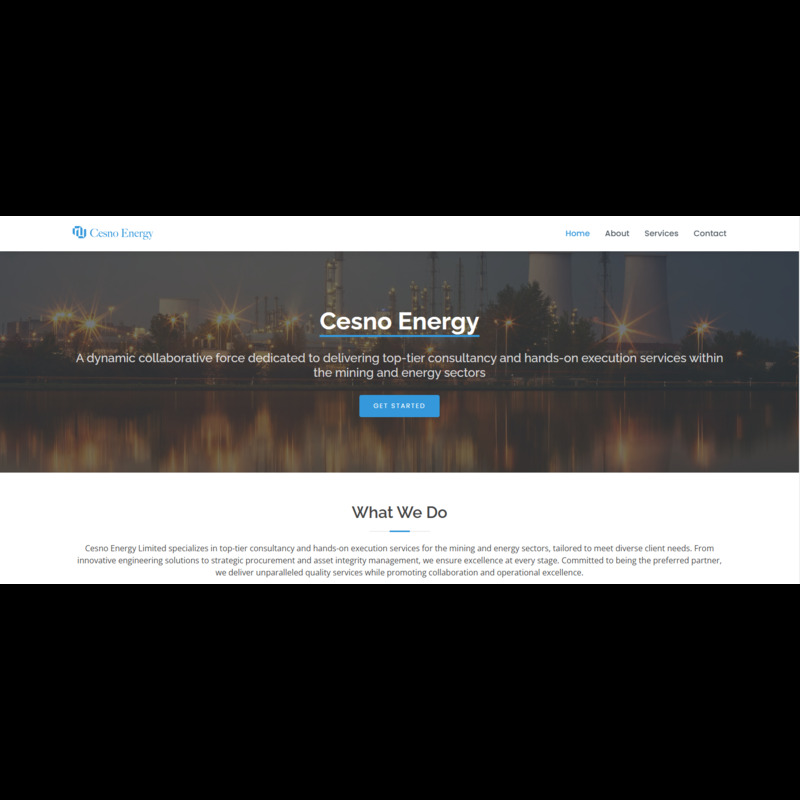 Cesno Energy
Home About Services Contact
Cesno Energy
A dynamic collaborative force dedicated to delivering top-tier consultancy and hands-on execution services within
the mining and energy sectors
GET STARTED
What We Do
Cesno Energy Limited specializes in top-tier consultancy and hands-on execution services for the mining and energy sectors, tailored to meet diverse client needs. From
innovative engineering solutions to strategic procurement and asset integrity management, we ensure excellence at every stage. Committed to being the preferred partner,
we deliver unparalleled quality services while promoting collaboration and operational excellence.